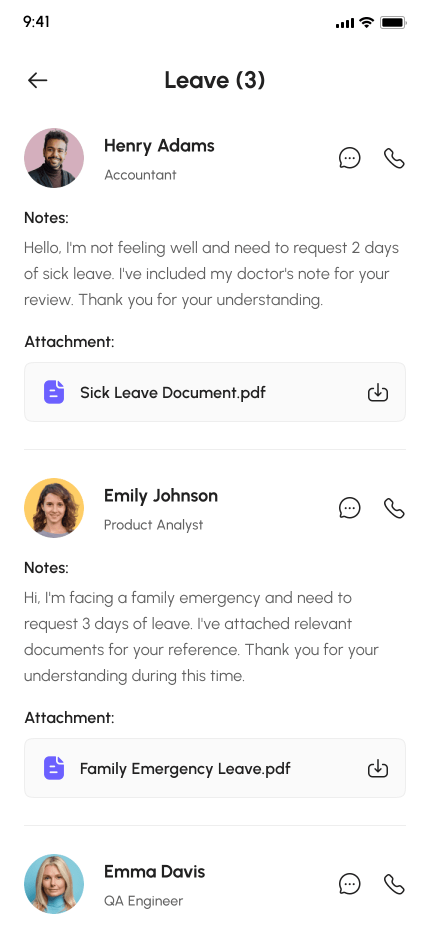 9:41
Leave (3)
Henry Adams
Accountant
Notes:
Hello, I'm not feeling well and need to request 2 days
of sick leave. I've included my doctor's note for your
review. Thank you for your understanding.
Attachment:
Sick Leave Document.pdf
Emily Johnson
Product Analyst
Notes:
Hi, I'm facing a family emergency and need to
request 3 days of leave. I've attached relevant
documents for your reference. Thank you for your
understanding during this time.
Attachment:
Family Emergency Leave.pdf
Emma Davis
QA Engineer